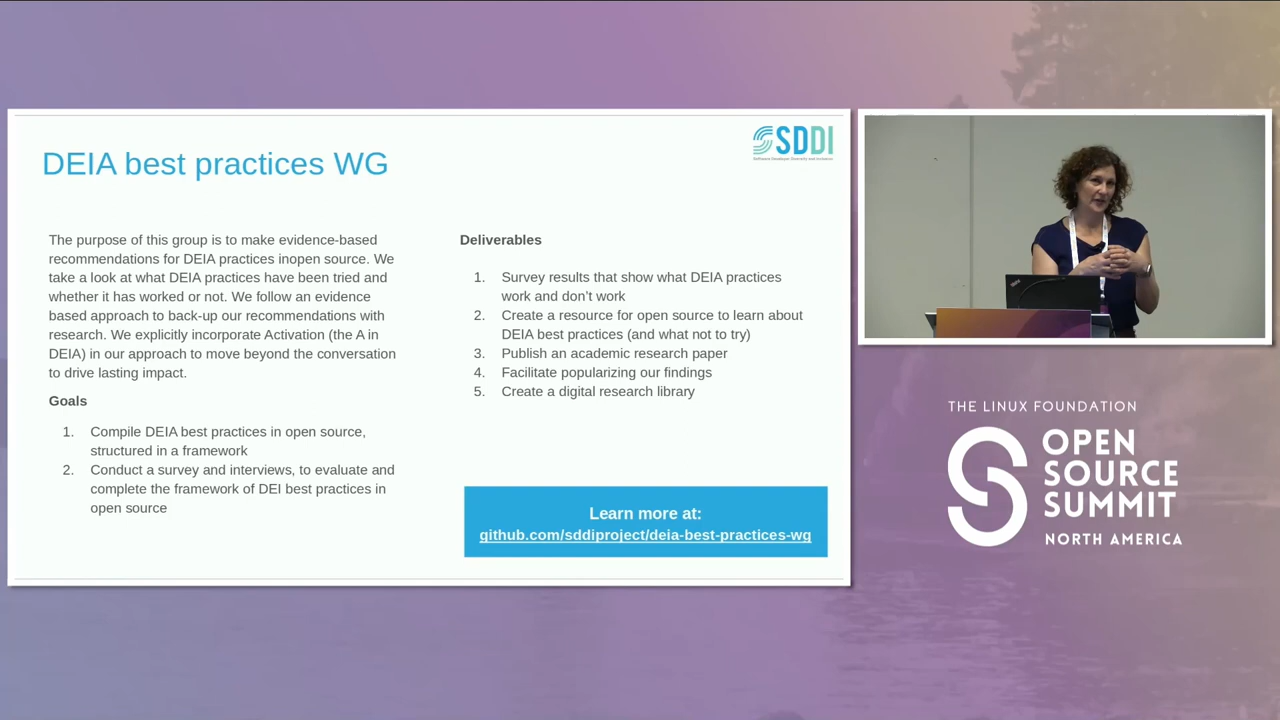 DEIA best practices WG
SDDI
Software Developer Diversity and Inclusion
The purpose of this group is to make evidence-based
recommendations for DEIA practices inopen source. We
take a look at what DEIA practices have been tried and
whether it has worked or not. We follow an evidence
based approach to back-up our recommendations with
research. We explicitly incorporate Activation (the A in
DEIA) in our approach to move beyond the conversation
to drive lasting impact.
Goals
1. Compile DEIA best practices in open source,
structured in a framework
2. Conduct a survey and interviews, to evaluate and
complete the framework of DEI best practices in
open source
Deliverables
1. Survey results that show what DEIA practices
work and don't work
2. Create a resource for open source to learn about
DEIA best practices (and what not to try)
3. Publish an academic research paper
4. Facilitate popularizing our findings
5. Create a digital research library
Learn more at:
github.com/sddiproject/deia-best-practices-wg
THE LINUX FOUNDATION
OPEN
SOURCE
SUMMIT
NORTH AMERICA